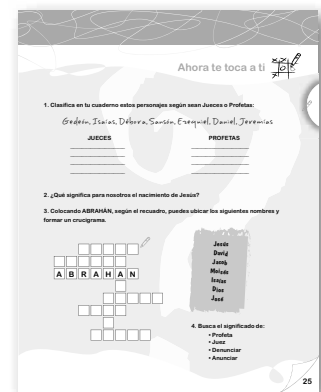 Ahora te toca a ti
1. Clasifica en tu cuaderno estos personajes según sean Jueces o Profetas:
Gedeón, Isaías, Débora, Sansón, Ezequiel, Daniel, Jeremías
JUECES PROFETAS
2. ¿Qué significa para nosotros el nacimiento de Jesús?
3. Colocando ABRAHÁN, según el recuadro, puedes ubicar los siguientes nombres y
formar un crucigrama.
Jesús
David
Jacob
Moisés
Isaías
Dios
José
A B R A H A N
4. Busca el significado de:
• Profeta
• Juez
• Denunciar
• Anunciar
25